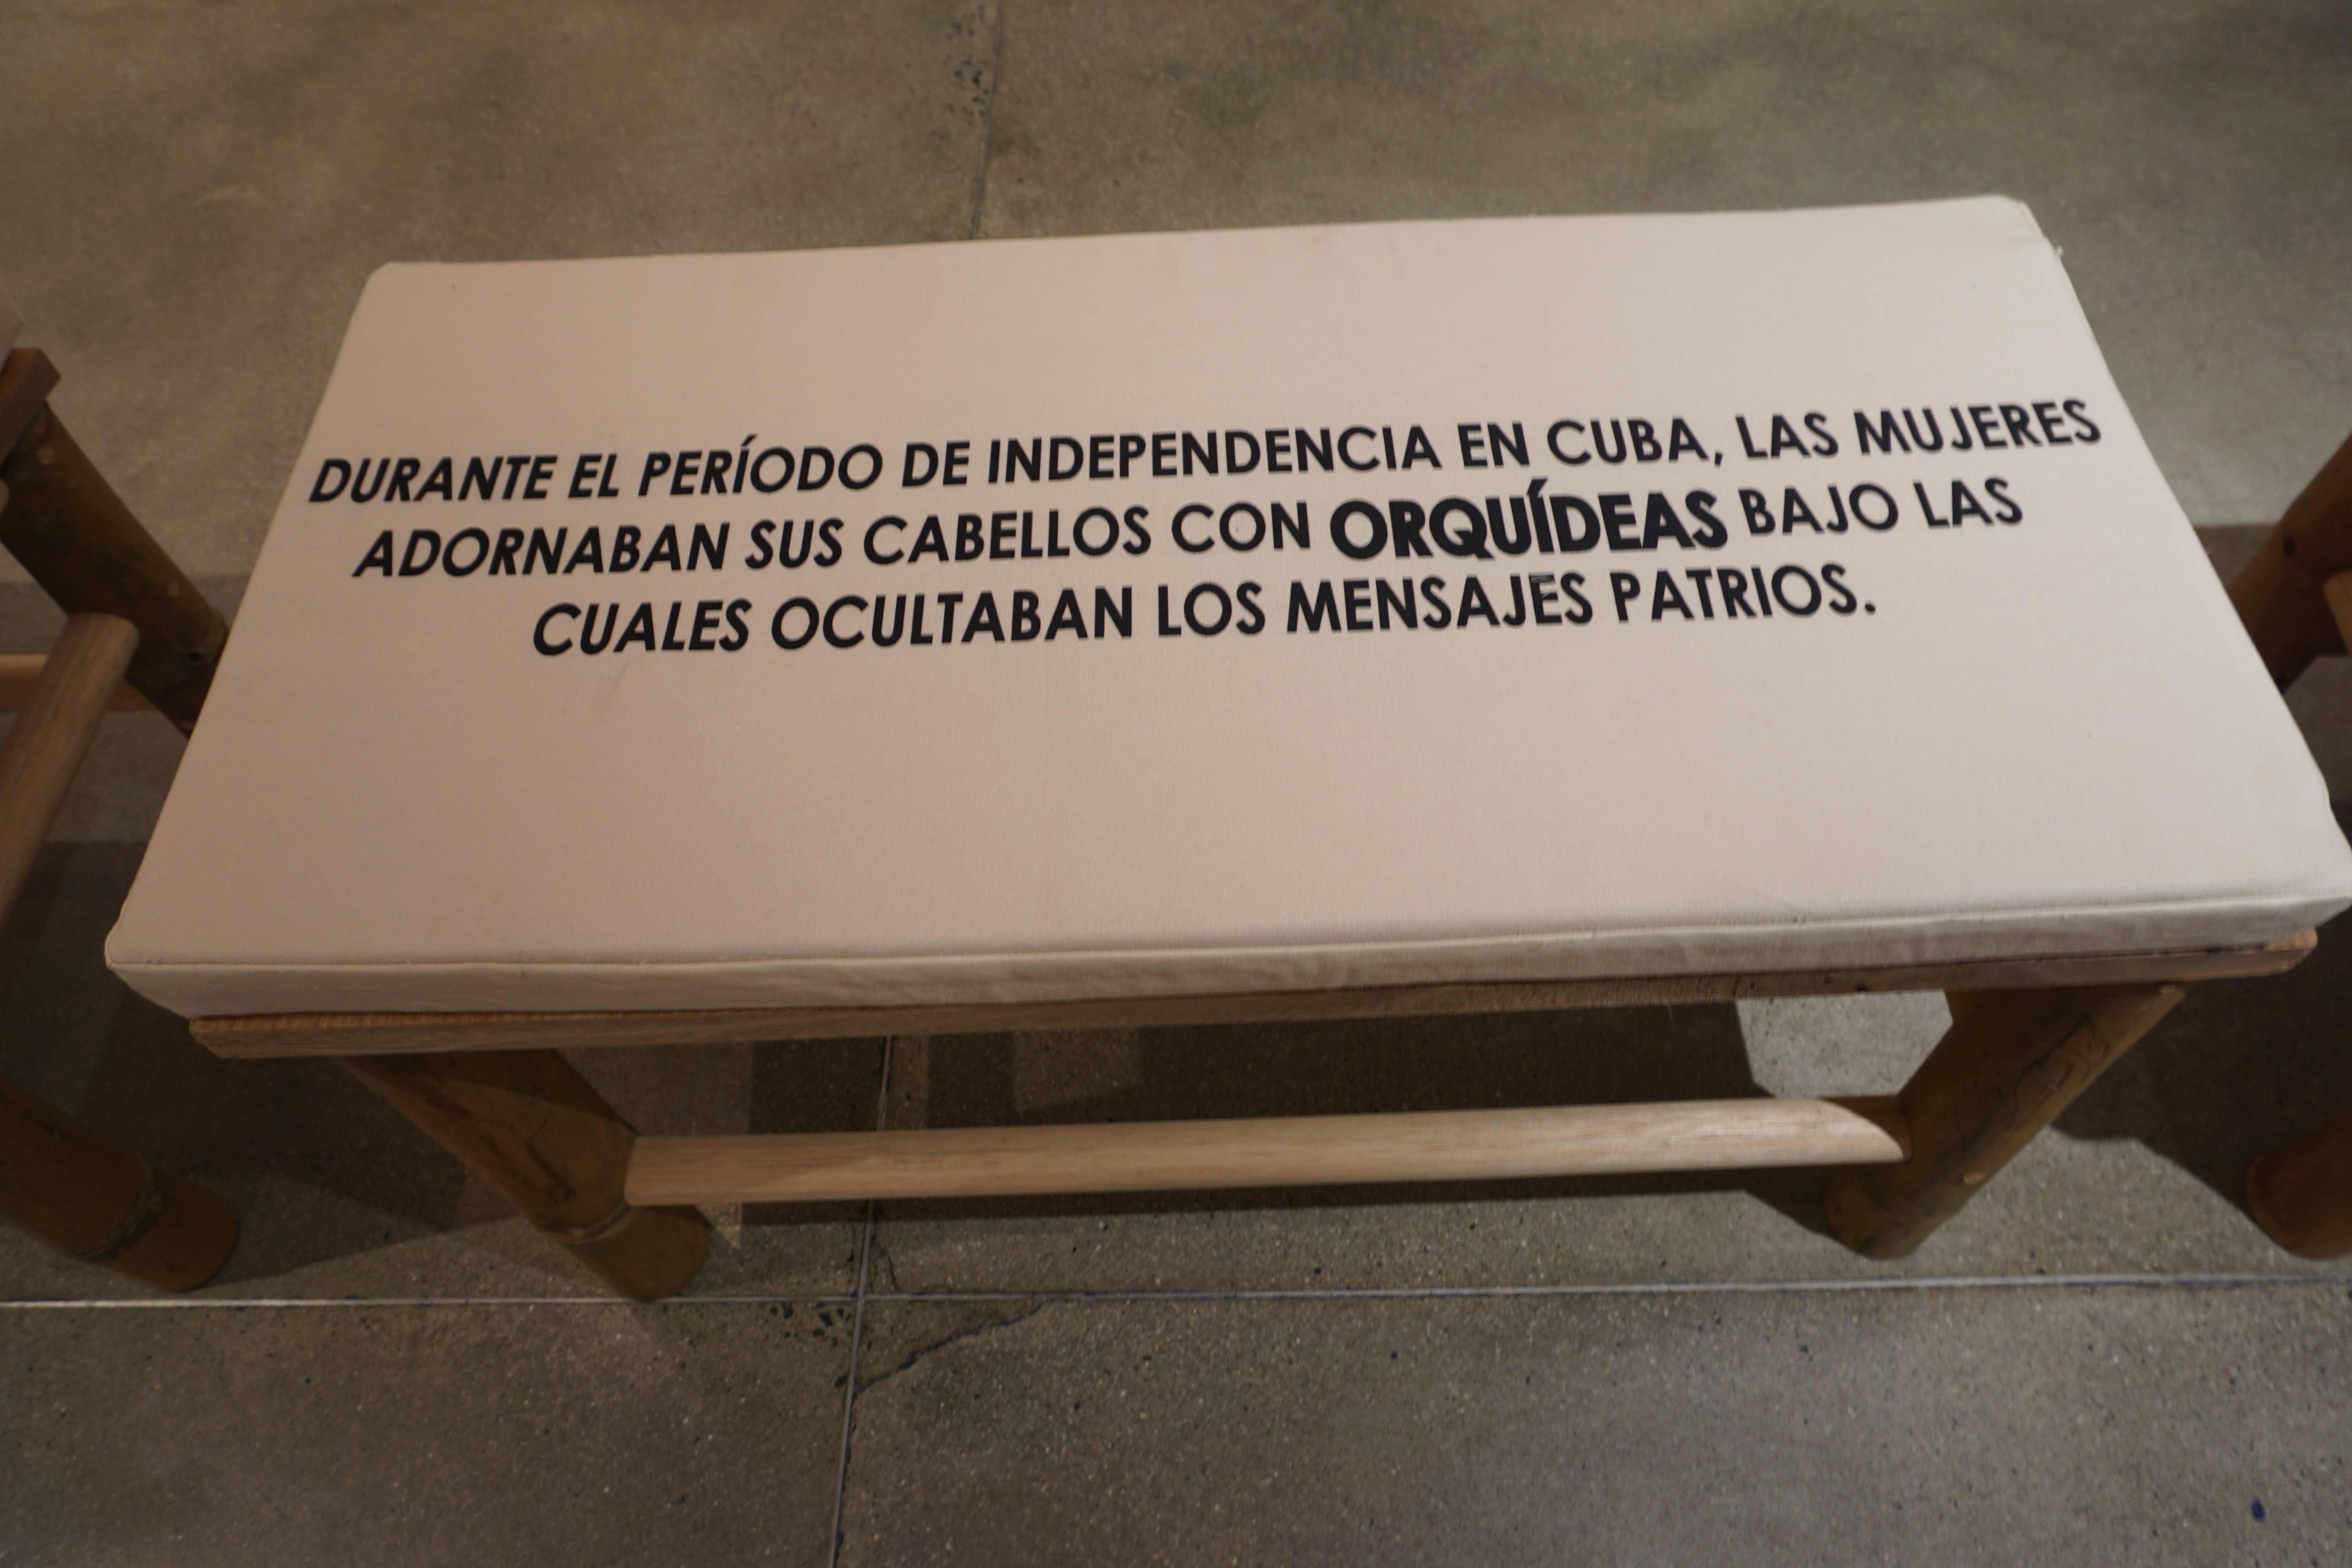 DURANTE EL PERÍODO DE INDEPENDENCIA EN CUBA, LAS MUJERES
ADORNABAN SUS CABELLOS CON ORQUÍDEAS BAJO LAS
CUALES OCULTABAN LOS MENSAJES PATRIOS.